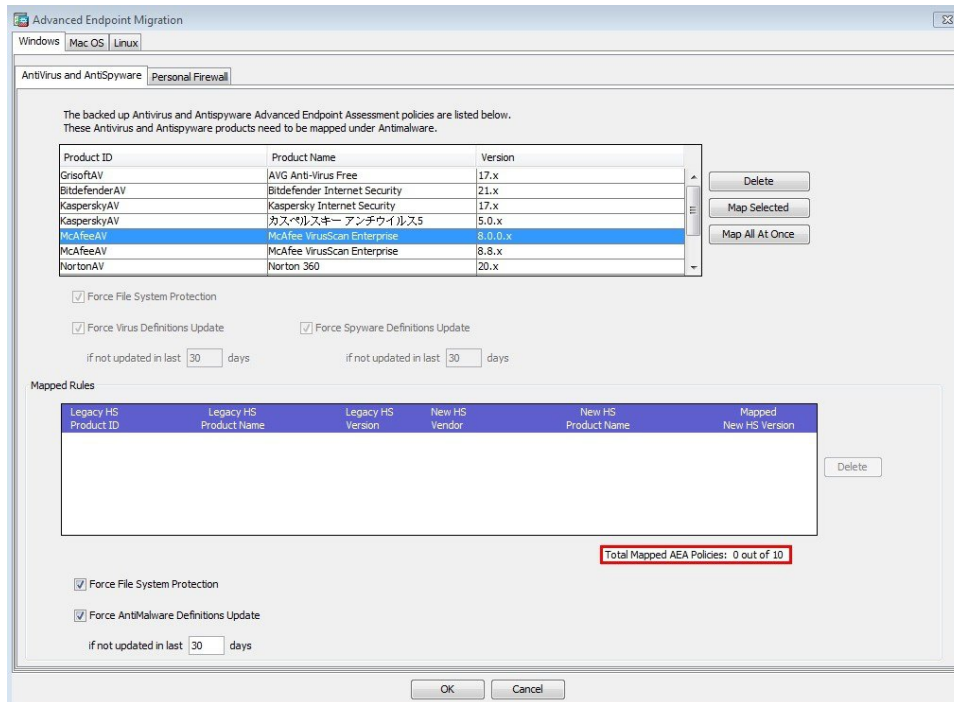 Advanced Endpoint Migration
Windows Mac OS Linux
AntiVirus and AntiSpyware Personal Firewall
The backed up Antivirus and Antispyware Advanced Endpoint Assessment policies are listed below.
These Antivirus and Antispyware products need to be mapped under Antimalware.
Product ID Product Name Version
GrisoftAV AVG Anti-Virus Free 17.x
BitdefenderAV Bitdefender Internet Security 21.x
KasperskyAV Kaspersky Internet Security 17.x
KasperskyAV カスペルスキー アンチウイルス5 5.0.x
McAfeeAV McAfee VirusScan Enterprise 8.0.0.x
McAfeeAV McAfee VirusScan Enterprise 8.8.x
NortonAV Norton 360 20.x
Delete
Map Selected
Map All At Once
Force File System Protection
Force Virus Definitions Update Force Spyware Definitions Update
if not updated in last 30 days if not updated in last 30 days
Mapped Rules
Legacy HS Product ID Legacy HS Product Name Legacy HS Version New HS Vendor New HS Product Name Mapped New HS Version
Delete
Total Mapped AEA Policies: 0 out of 10
Force File System Protection
Force AntiMalware Definitions Update
if not updated in last 30 days
OK Cancel